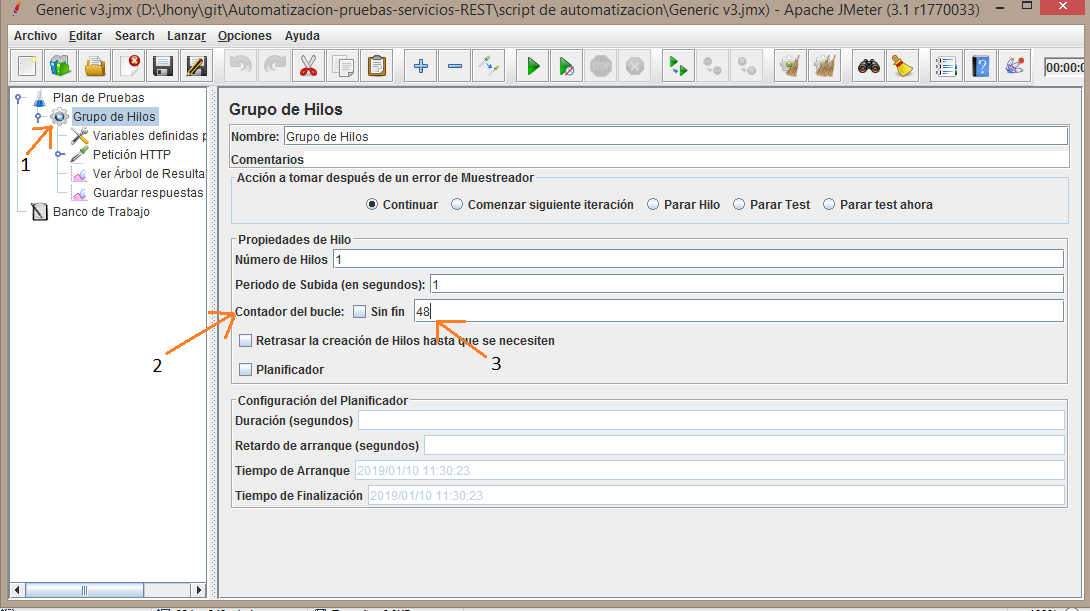 Generic v3.jmx (D:\Jhony\git\Automatizacion-pruebas-servicios-REST\script de automatizacion\Generic v3.jmx) - Apache JMeter (3.1 r1770033)
Archivo Editar Search Lanzar Opciones Ayuda
STOP
00:00:0
Plan de Pruebas
Grupo de Hilos
Variables definidas p
Petición HTTP
Ver Árbol de Resulta
Guardar respuestas
Banco de Trabajo
1
Grupo de Hilos
Nombre: Grupo de Hilos
Comentarios
Acción a tomar después de un error de Muestreador
Continuar Comenzar siguiente iteración Parar Hilo Parar Test Parar test ahora
Propiedades de Hilo
Número de Hilos 1
Periodo de Subida (en segundos): 1
Contador del bucle: Sin fín 48
2
3
Retrasar la creación de Hilos hasta que se necesiten
Planificador
Configuración del Planificador
Duración (segundos)
Retardo de arranque (segundos)
Tiempo de Arranque 2019/01/10 11:30:23
Tiempo de Finalización 2019/01/10 11:30:23